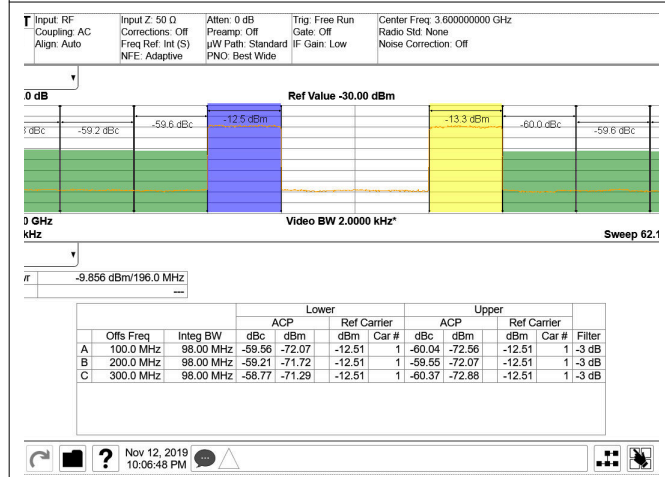 Input: RF Input Z: 50 Ω Atten: 0 dB Trig: Free Run Center Freq: 3.600000000 GHz
Coupling: AC Corrections: Off Preamp: Off Gate: Off Radio Std: None
Align: Auto Freq Ref: Int (S) µW Path: Standard IF Gain: Low Noise Correction: Off
NFE: Adaptive PNO: Best Wide
0 dB Ref Value -30.00 dBm
dBc -59.2 dBc -59.6 dBc -12.5 dBm -13.3 dBm -60.0 dBc -59.6 dBc
GHz Video BW 2.0000 kHz*
kHz Sweep 62.1
-9.856 dBm/196.0 MHz
---
Lower Upper
ACP Ref Carrier ACP Ref Carrier
Offs Freq Integ BW dBc dBm dBm Car # dBc dBm dBm Car # Filter
A 100.0 MHz 98.00 MHz -59.56 -72.07 -12.51 1 -60.04 -72.56 -12.51 1 -3 dB
B 200.0 MHz 98.00 MHz -59.21 -71.72 -12.51 1 -59.55 -72.07 -12.51 1 -3 dB
C 300.0 MHz 98.00 MHz -58.77 -71.29 -12.51 1 -60.37 -72.88 -12.51 1 -3 dB
? Nov 12, 2019
10:06:48 PM